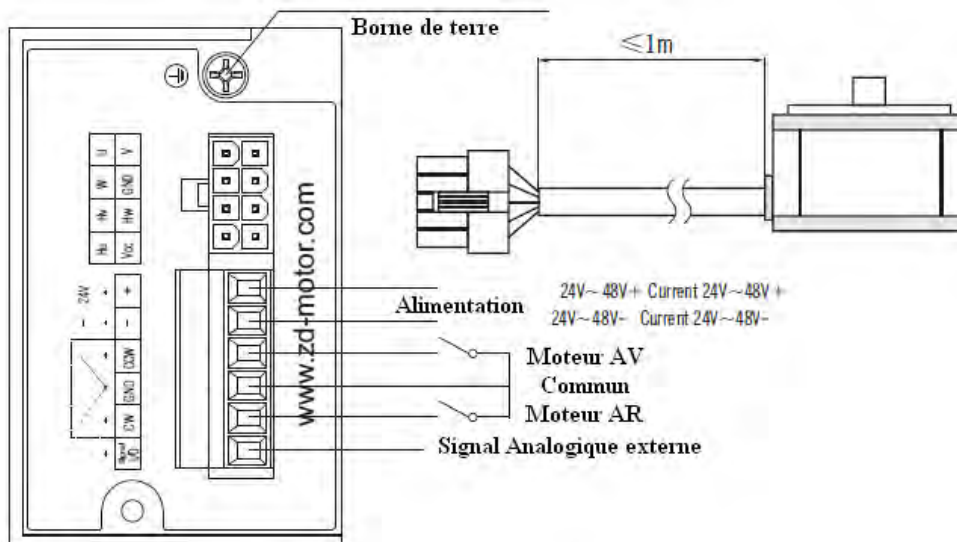 Borne de terre
≤1m
U V
W GND
Hv Hw
Hu Vcc
24V +
- -
CCW
GND
CW
Signal I/O
www.zd-motor.com
Alimentation
24V~48V+ Current 24V~48V+
24V~48V- Current 24V~48V-
Moteur AV
Commun
Moteur AR
Signal Analogique externe